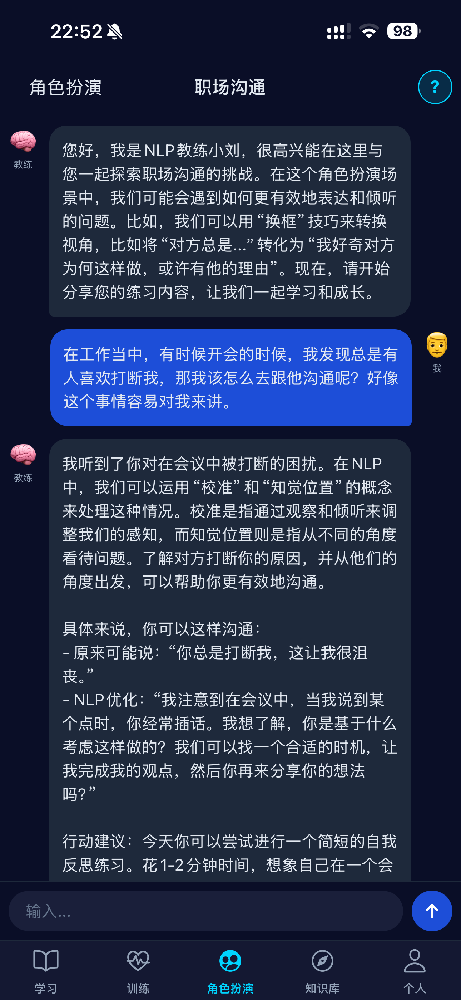 22:52
98
角色扮演
职场沟通
?
教练
您好，我是NLP教练小刘，很高兴能在这里与
您一起探索职场沟通的挑战。在这个角色扮演场
景中，我们可能会遇到如何更有效地表达和倾听
的问题。比如，我们可以用“换框”技巧来转换
视角，比如将“对方总是...”转化为“我好奇对方
为何这样做，或许有他的理由”。现在，请开始
分享您的练习内容，让我们一起学习和成长。
在工作当中，有时候开会的时候，我发现总是有
人喜欢打断我，那我该怎么去跟他沟通呢？好像
这个事情容易对我来讲。
我
教练
我听到了你对在会议中被打断的困扰。在NLP
中，我们可以运用“校准”和“知觉位置”的概念
来处理这种情况。校准是指通过观察和倾听来调
整我们的感知，而知觉位置则是指从不同的角度
看待问题。了解对方打断你的原因，并从他们的
角度出发，可以帮助你更有效地沟通。
具体来说，你可以这样沟通：
- 原来可能说：“你总是打断我，这让我很沮
丧。”
- NLP优化：“我注意到在会议中，当我说到某
个点时，你经常插话。我想了解，你是基于什么
考虑这样做的？我们可以找一个合适的时机，让
我完成我的观点，然后你再来分享你的想法
吗？”
行动建议：今天你可以尝试进行一个简短的自我
反思练习。花1-2分钟时间，想象自己在一个会
输入...
学习
训练
角色扮演
知识库
个人